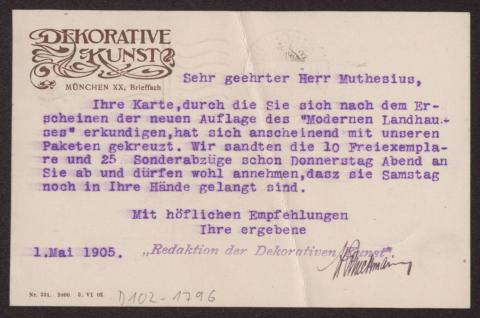 DEKORATIVE
KUNST
MÜNCHEN XX, Brieffach
Sehr geehrter Herr Muthesius,
Ihre Karte,durch die Sie sich nach dem Er-
scheinen der neuen Auflage des "Modernen Landhau-
ses" erkundigen,hat sich anscheinend mit unseren
Paketen gekreuzt. Wir sandten die 10 Freiexempla-
re und 25 Sonderabzüge schon Donnerstag Abend an
Sie ab und dürfen wohl annehmen,dasz sie Samstag
noch in Ihre Hände gelangt sind.
Mit höflichen Empfehlungen
Ihre ergebene
1.Mai 1905. „Redaktion der Dekorativen Kunst"
D102-1796